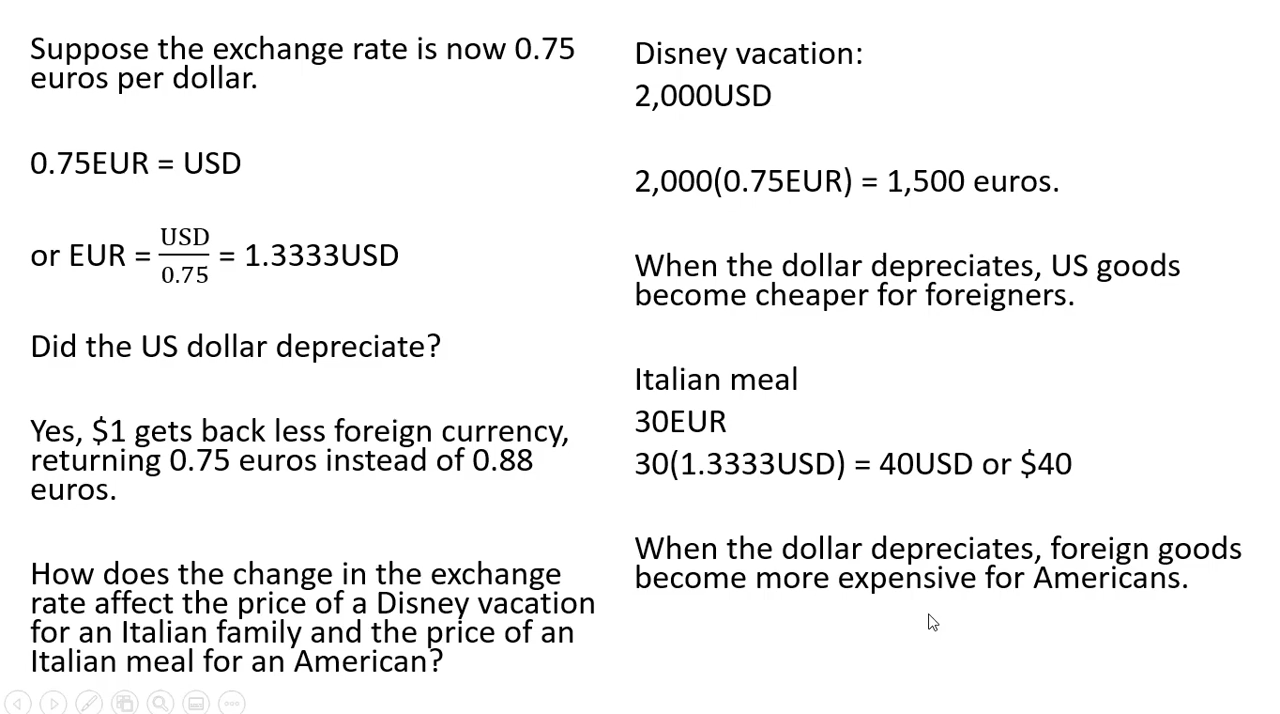 Suppose the exchange rate is now 0.75
euros per dollar.
0.75EUR = USD
or EUR = USD/0.75 = 1.3333USD
Did the US dollar depreciate?
Yes, $1 gets back less foreign currency,
returning 0.75 euros instead of 0.88
euros.
How does the change in the exchange
rate affect the price of a Disney vacation
for an Italian family and the price of an
Italian meal for an American?
Disney vacation:
2,000USD
2,000(0.75EUR) = 1,500 euros.
When the dollar depreciates, US goods
become cheaper for foreigners.
Italian meal
30EUR
30(1.3333USD) = 40USD or $40
When the dollar depreciates, foreign goods
become more expensive for Americans.